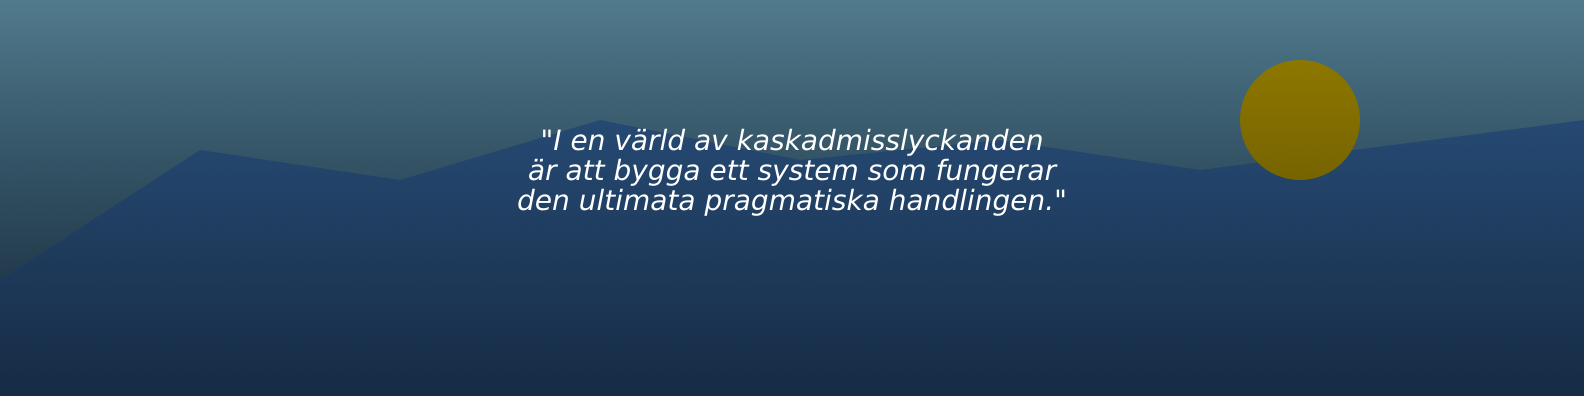 "I en värld av kaskadmisslyckanden
är att bygga ett system som fungerar
den ultimata pragmatiska handlingen."